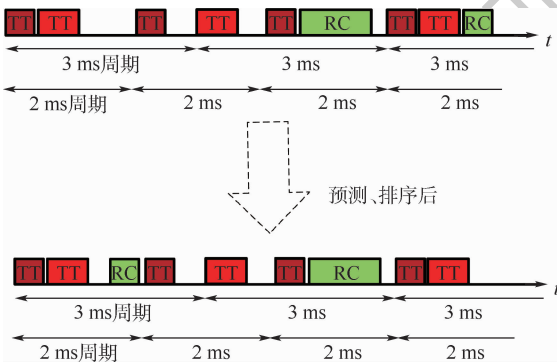 TT TT TT TT TT RC TT TT RC
t
3 ms周期 3 ms 3 ms
2 ms周期 2 ms 2 ms 2 ms
预测、排序后
TT TT RC TT TT TT RC TT TT
t
3 ms周期 3 ms 3 ms
2 ms周期 2 ms 2 ms 2 ms